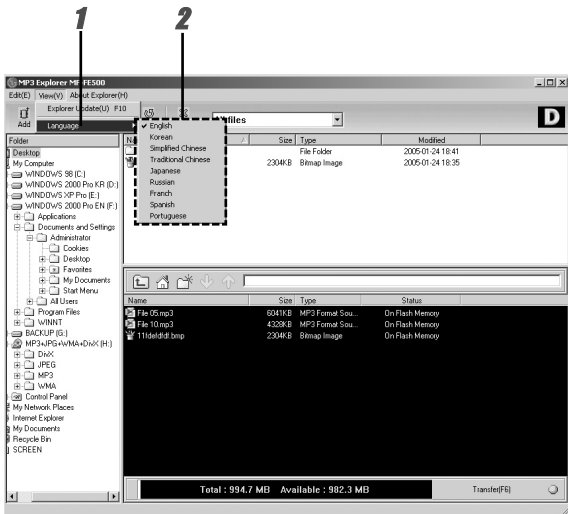 1 2
MP3 Explorer MF-FE500
Edit(E) View(V) About Explorer(H)
Explorer Update(U) F10
Add Language
English
Korean
Simplified Chinese
Traditional Chinese
Japanese
Russian
Franch
Spanish
Portuguese
D
Folder
Desktop
My Computer
WINDOWS 98 (C:)
WINDOWS 2000 Pro KR (D:)
WINDOWS XP Pro (E:)
WINDOWS 2000 Pro EN (F:)
Applications
Documents and Settings
Administrator
Cookies
Desktop
Favorites
My Documents
Start Menu
All Users
Program Files
WINNT
BACKUP (G:)
MP3+JPG+WMA+DivX (H:)
DivX
JPEG
MP3
WMA
Control Panel
My Network Places
Internet Explorer
My Documents
Recycle Bin
SCREEN
Size Type Modified
File Folder 2005-01-24 18:41
2304KB Bitmap Image 2005-01-24 18:35
Name Size Type Status
File 05.mp3 6041KB MP3 Format Sou... On Flash Memory
File 10.mp3 4328KB MP3 Format Sou... On Flash Memory
11fdefdfdf.bmp 2304KB Bitmap Image On Flash Memory
Total : 994.7 MB Available : 982.3 MB Transfer(F6)